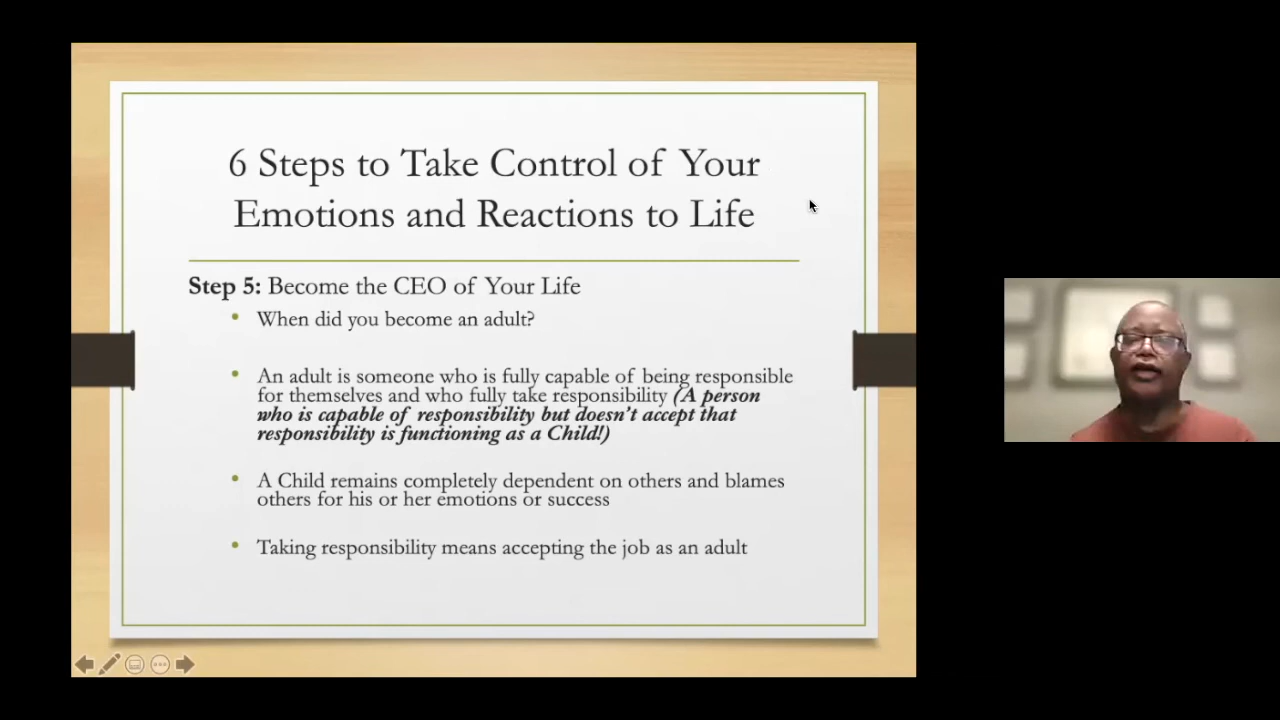 6 Steps to Take Control of Your
Emotions and Reactions to Life
Step 5: Become the CEO of Your Life
• When did you become an adult?
• An adult is someone who is fully capable of being responsible
for themselves and who fully take responsibility (A person
who is capable of responsibility but doesn't accept that
responsibility is functioning as a Child!)
• A Child remains completely dependent on others and blames
others for his or her emotions or success
• Taking responsibility means accepting the job as an adult